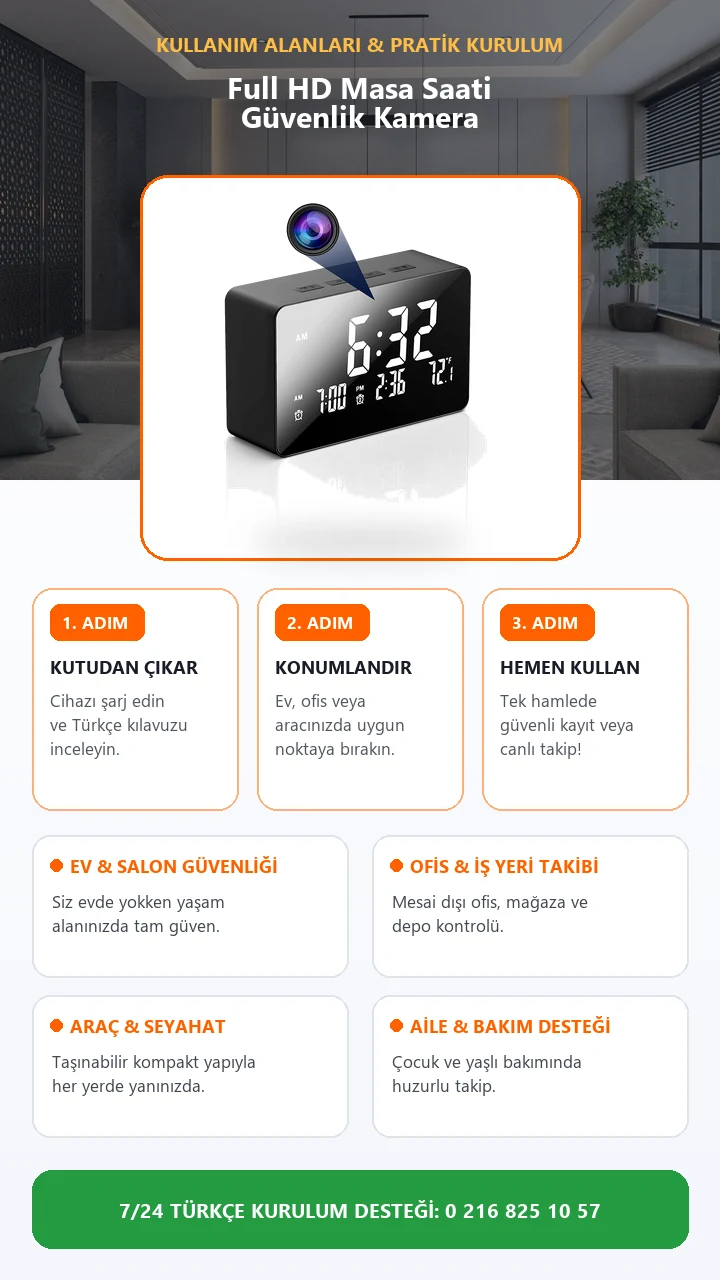 KULLANIM ALANLARI & PRATİK KURULUM
Full HD Masa Saati
Güvenlik Kamera
AM
6:32
AM
7:00
PM
2:36
72.1
°F
1. ADIM
KUTUDAN ÇIKAR
Cihazı şarj edin
ve Türkçe kılavuzu
inceleyin.
2. ADIM
KONUMLANDIR
Ev, ofis veya
aracınızda uygun
noktaya bırakın.
3. ADIM
HEMEN KULLAN
Tek hamlede
güvenli kayıt veya
canlı takip!
EV & SALON GÜVENLİĞİ
Siz evde yokken yaşam
alanınızda tam güven.
OFİS & İŞ YERİ TAKİBİ
Mesai dışı ofis, mağaza ve
depo kontrolü.
ARAÇ & SEYAHAT
Taşınabilir kompakt yapıyla
her yerde yanınızda.
AİLE & BAKIM DESTEĞİ
Çocuk ve yaşlı bakımında
huzurlu takip.
7/24 TÜRKÇE KURULUM DESTEĞİ: 0 216 825 10 57